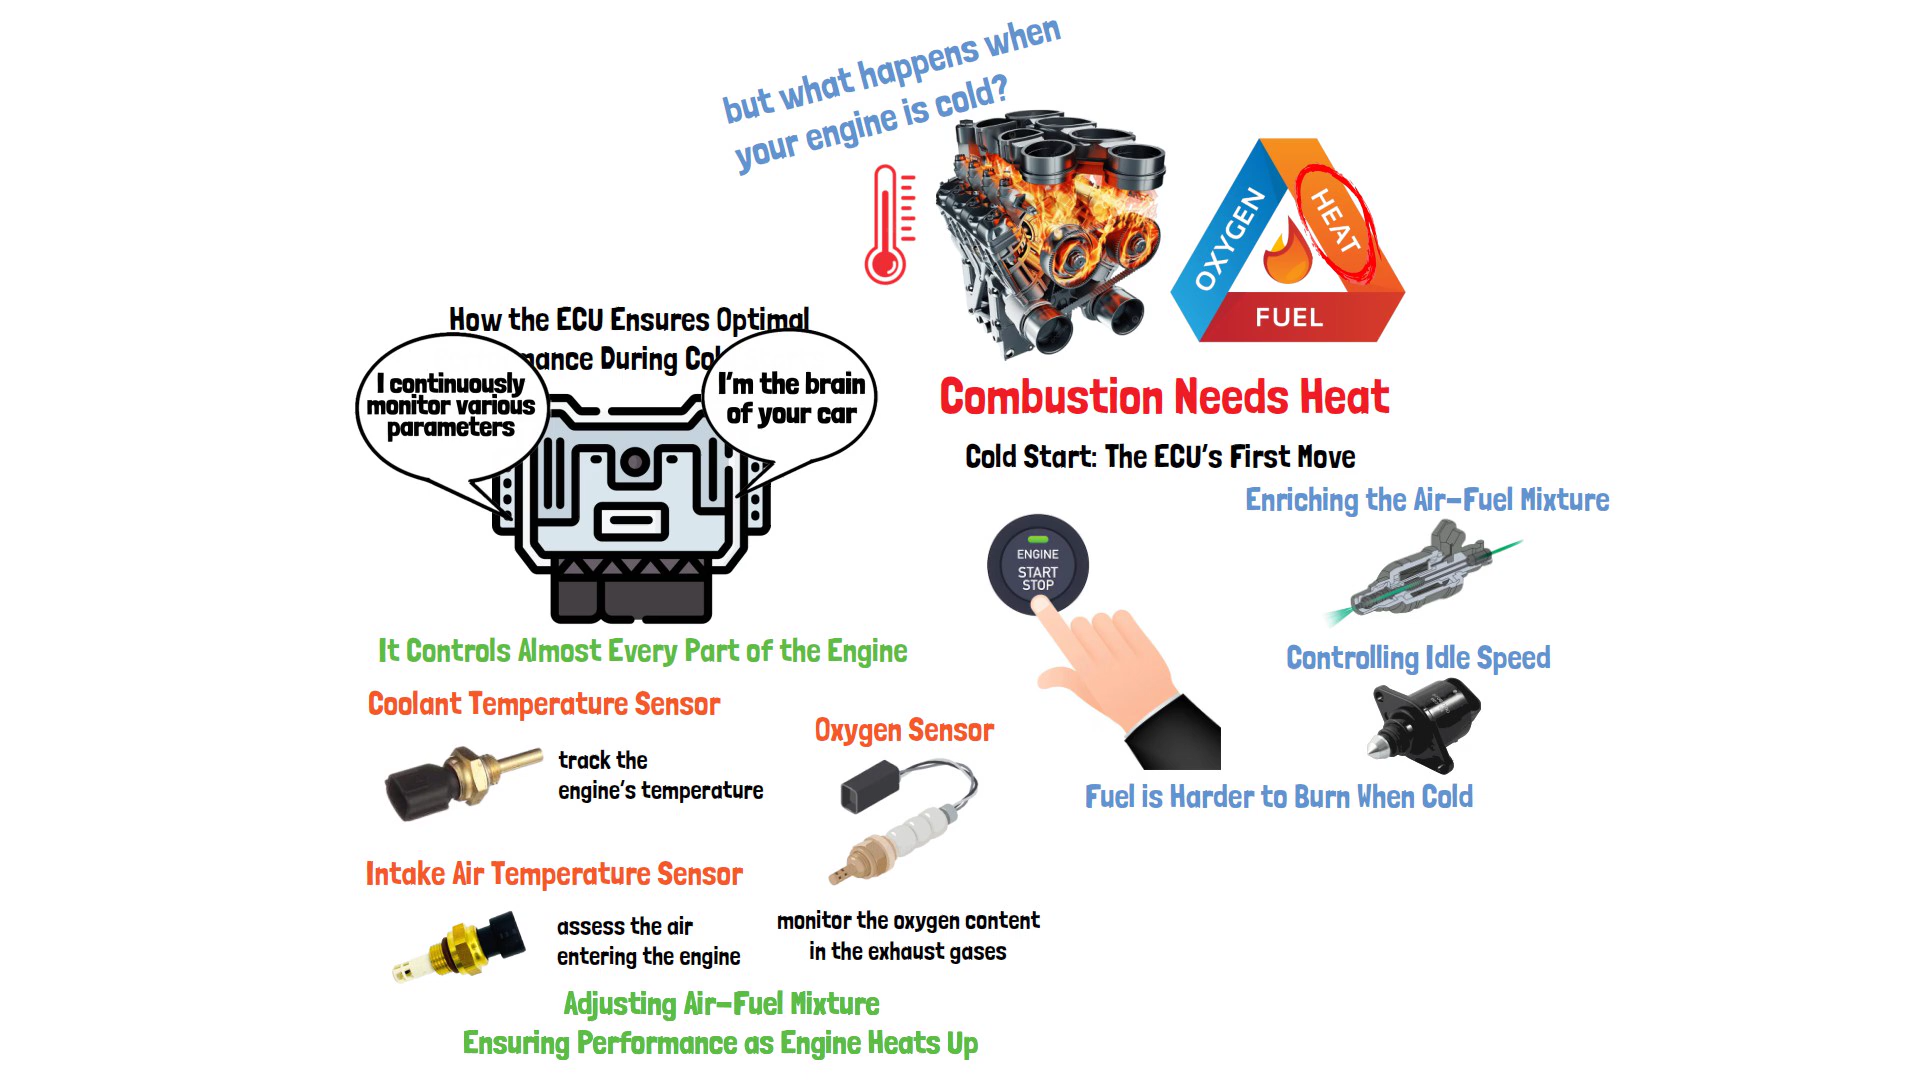 but what happens when
your engine is cold?
OXYGEN
HEAT
FUEL
Combustion Needs Heat
How the ECU Ensures Optimal
During
I continuously
monitor various
parameters
I'm the brain
of your car
It Controls Almost Every Part of the Engine
Coolant Temperature Sensor
track the
engine's temperature
Intake Air Temperature Sensor
assess the air
entering the engine
Oxygen Sensor
monitor the oxygen content
in the exhaust gases
Adjusting Air-Fuel Mixture
Ensuring Performance as Engine Heats Up
Cold Start: The ECU's First Move
ENGINE
START
STOP
Enriching the Air-Fuel Mixture
Controlling Idle Speed
Fuel is Harder to Burn When Cold